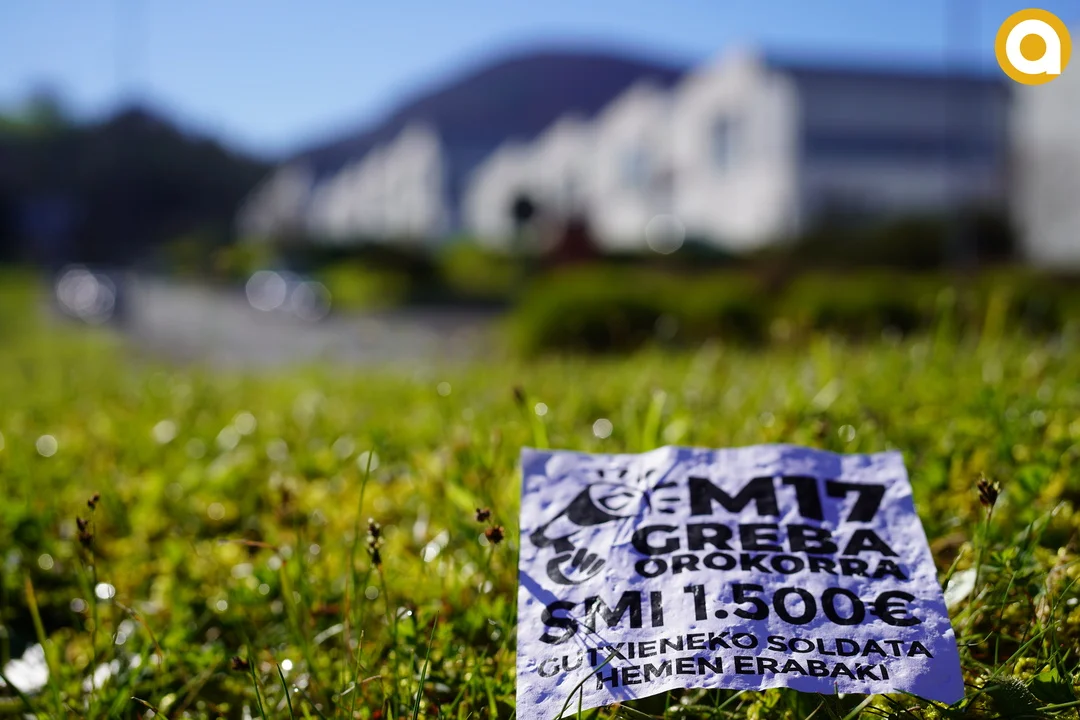 M17
GREBA
OROKORRA
SMI 1.500€
GUTXIENEKO SOLDATA
HEMEN ERABAKI